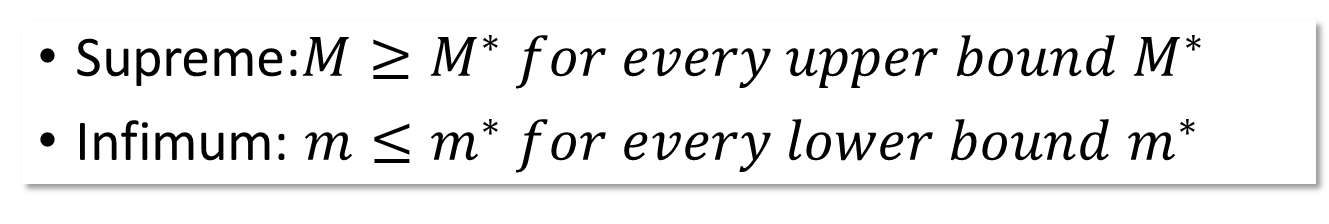 • Supreme:M ≥ M* for every upper bound M*
• Infimum: m ≤ m* for every lower bound m*